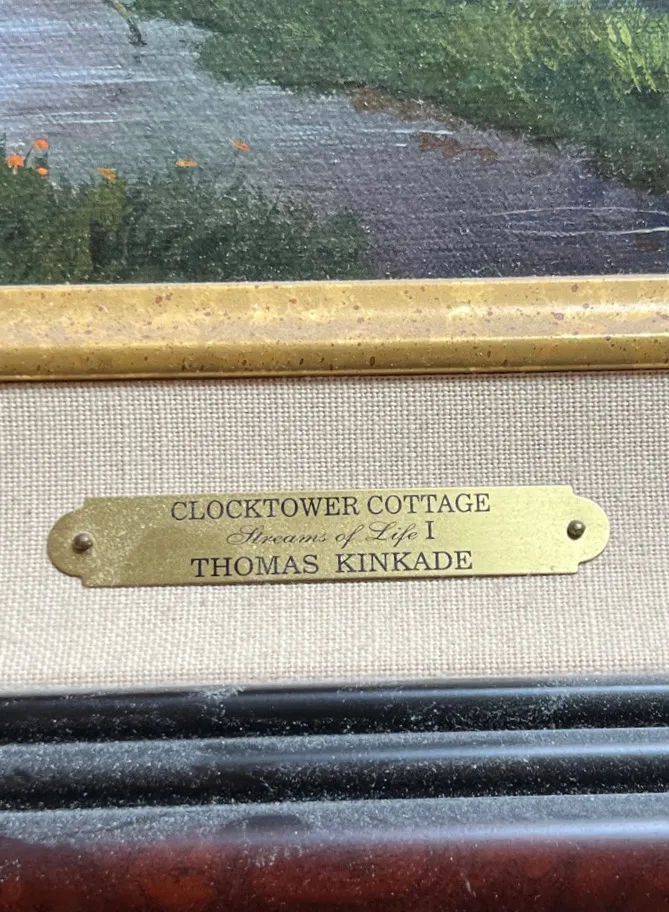 CLOCKTOWER COTTAGE
Streams of Life I
THOMAS KINKADE